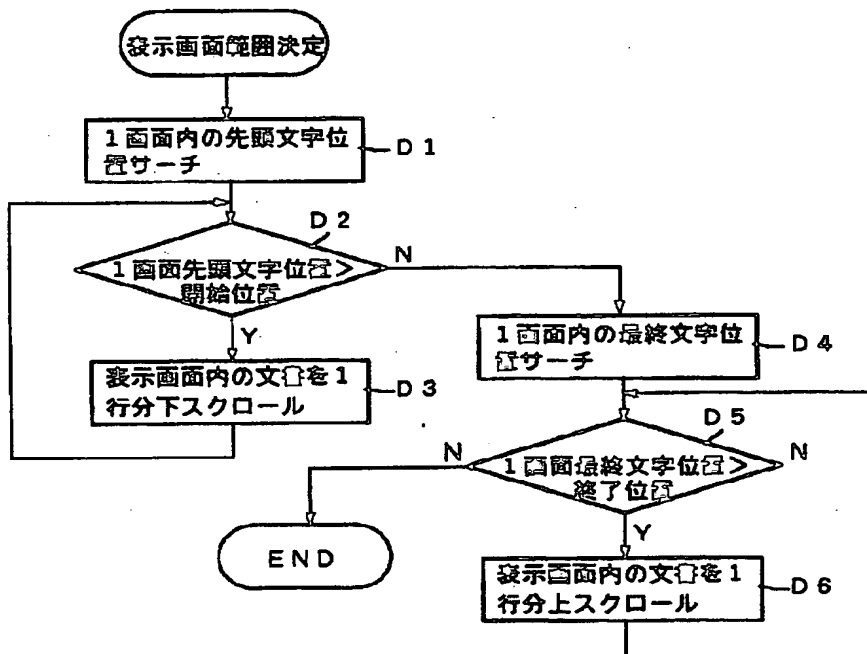 表示画面範囲決定
1画面内の先頭文字位
置サーチ
D1
D2
1画面先頭文字位置>
開始位置
N
Y
表示画面内の文書を1
行分下スクロール
D3
1画面内の最終文字位
置サーチ
D4
D5
1画面最終文字位置>
終了位置
N
N
Y
END
表示画面内の文書を1
行分上スクロール
D6